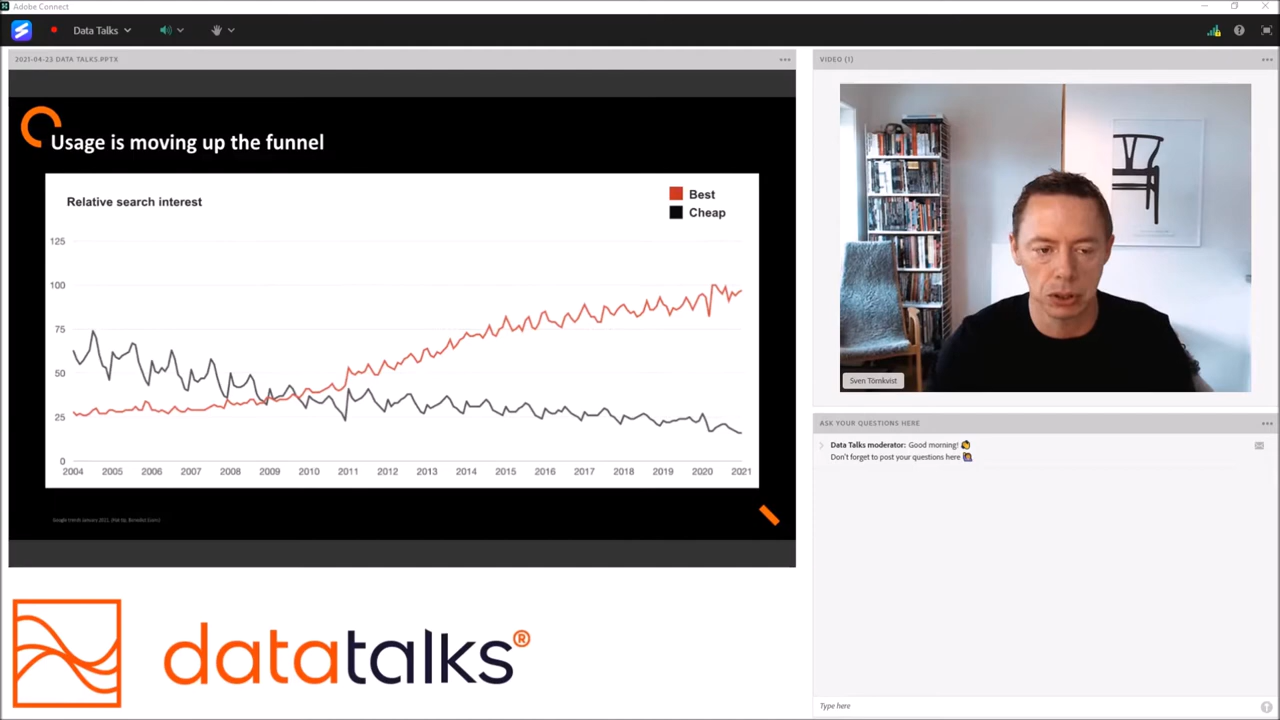 Adobe Connect
Data Talks
2021-04-23 DATA TALKS.PPTX
Usage is moving up the funnel
Relative search interest
Best
Cheap
125
100
75
50
25
0
2004 2005 2006 2007 2008 2009 2010 2011 2012 2013 2014 2015 2016 2017 2018 2019 2020 2021
datatalks®
VIDEO (1)
Sven Törnkvist
ASK YOUR QUESTIONS HERE
Data Talks moderator: Good morning!
Don't forget to post your questions here
Type here